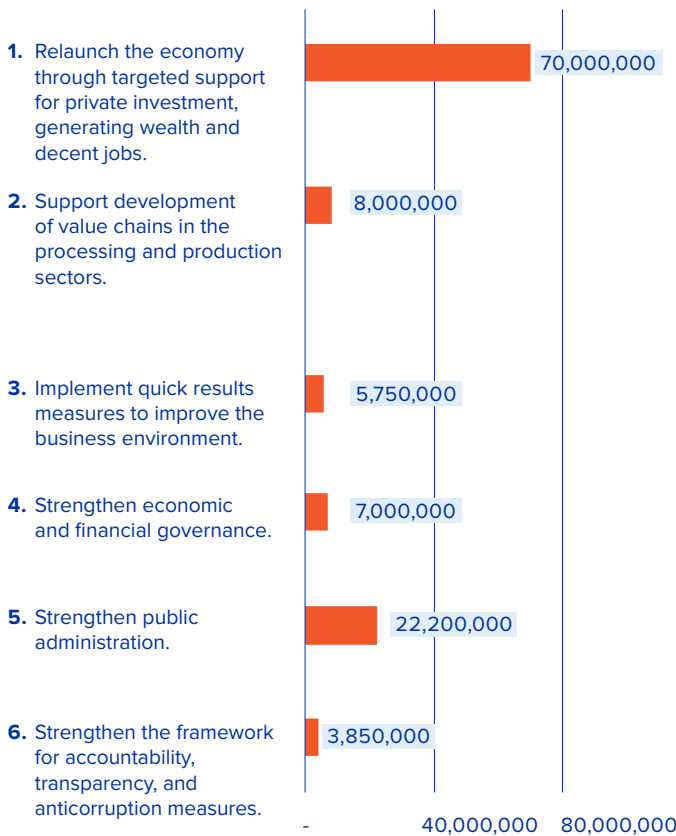 1. Relaunch the economy
through targeted support
for private investment,
generating wealth and
decent jobs.
70,000,000
2. Support development
of value chains in the
processing and production
sectors.
8,000,000
3. Implement quick results
measures to improve the
business environment.
5,750,000
4. Strengthen economic
and financial governance.
7,000,000
5. Strengthen public
administration.
22,200,000
6. Strengthen the framework
for accountability,
transparency, and
anticorruption measures.
3,850,000
- 40,000,000 80,000,000